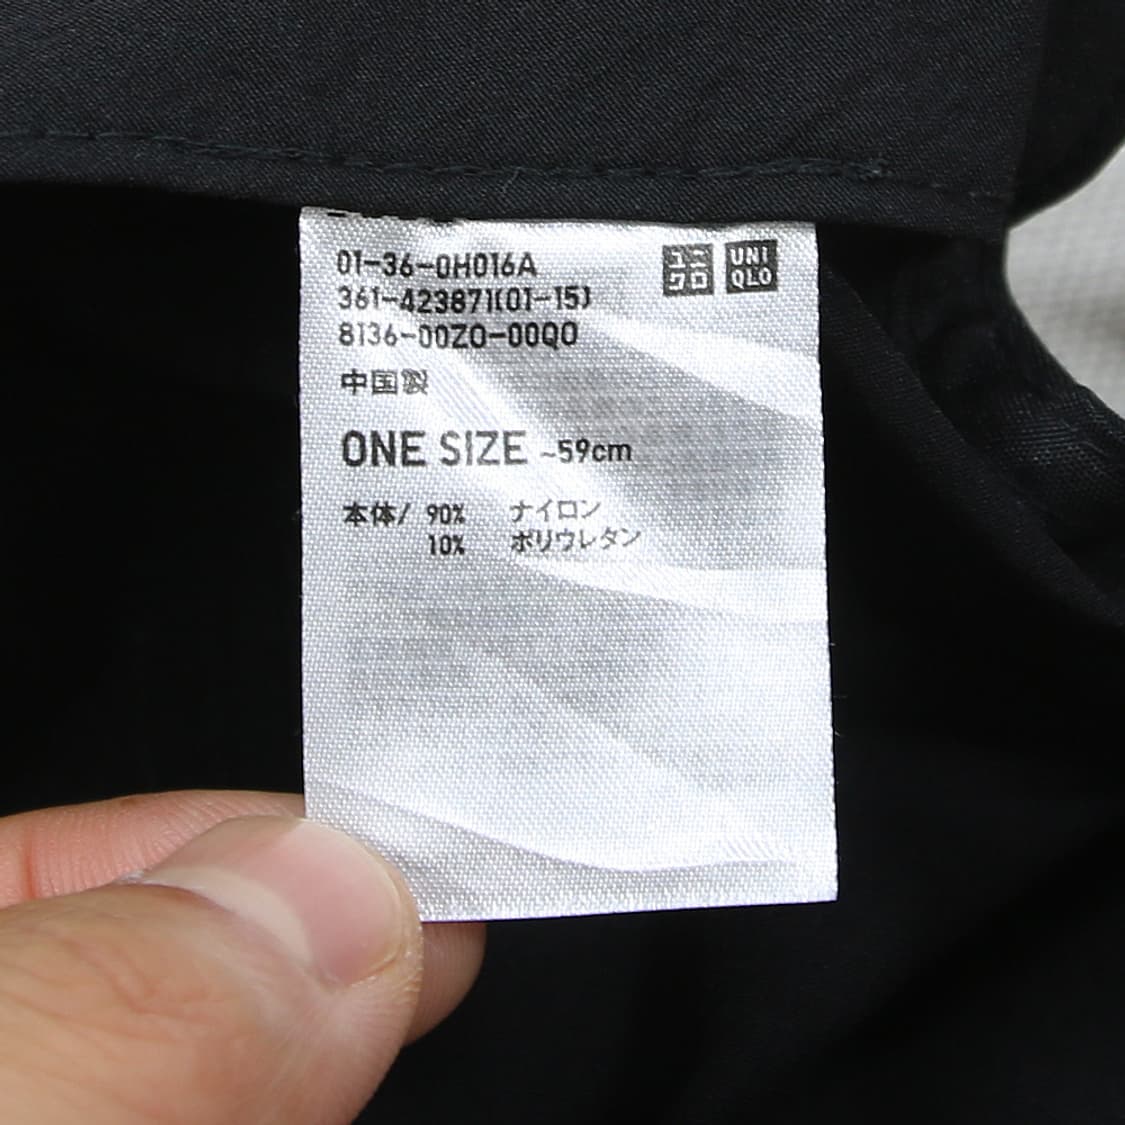 01-36-0H016A
361-423871(01-15)
8136-00Z0-00Q0
中国製
ONE SIZE ~59cm
本体/ 90% ナイロン
10% ポリウレタン
ユニクロ
UNIQLO